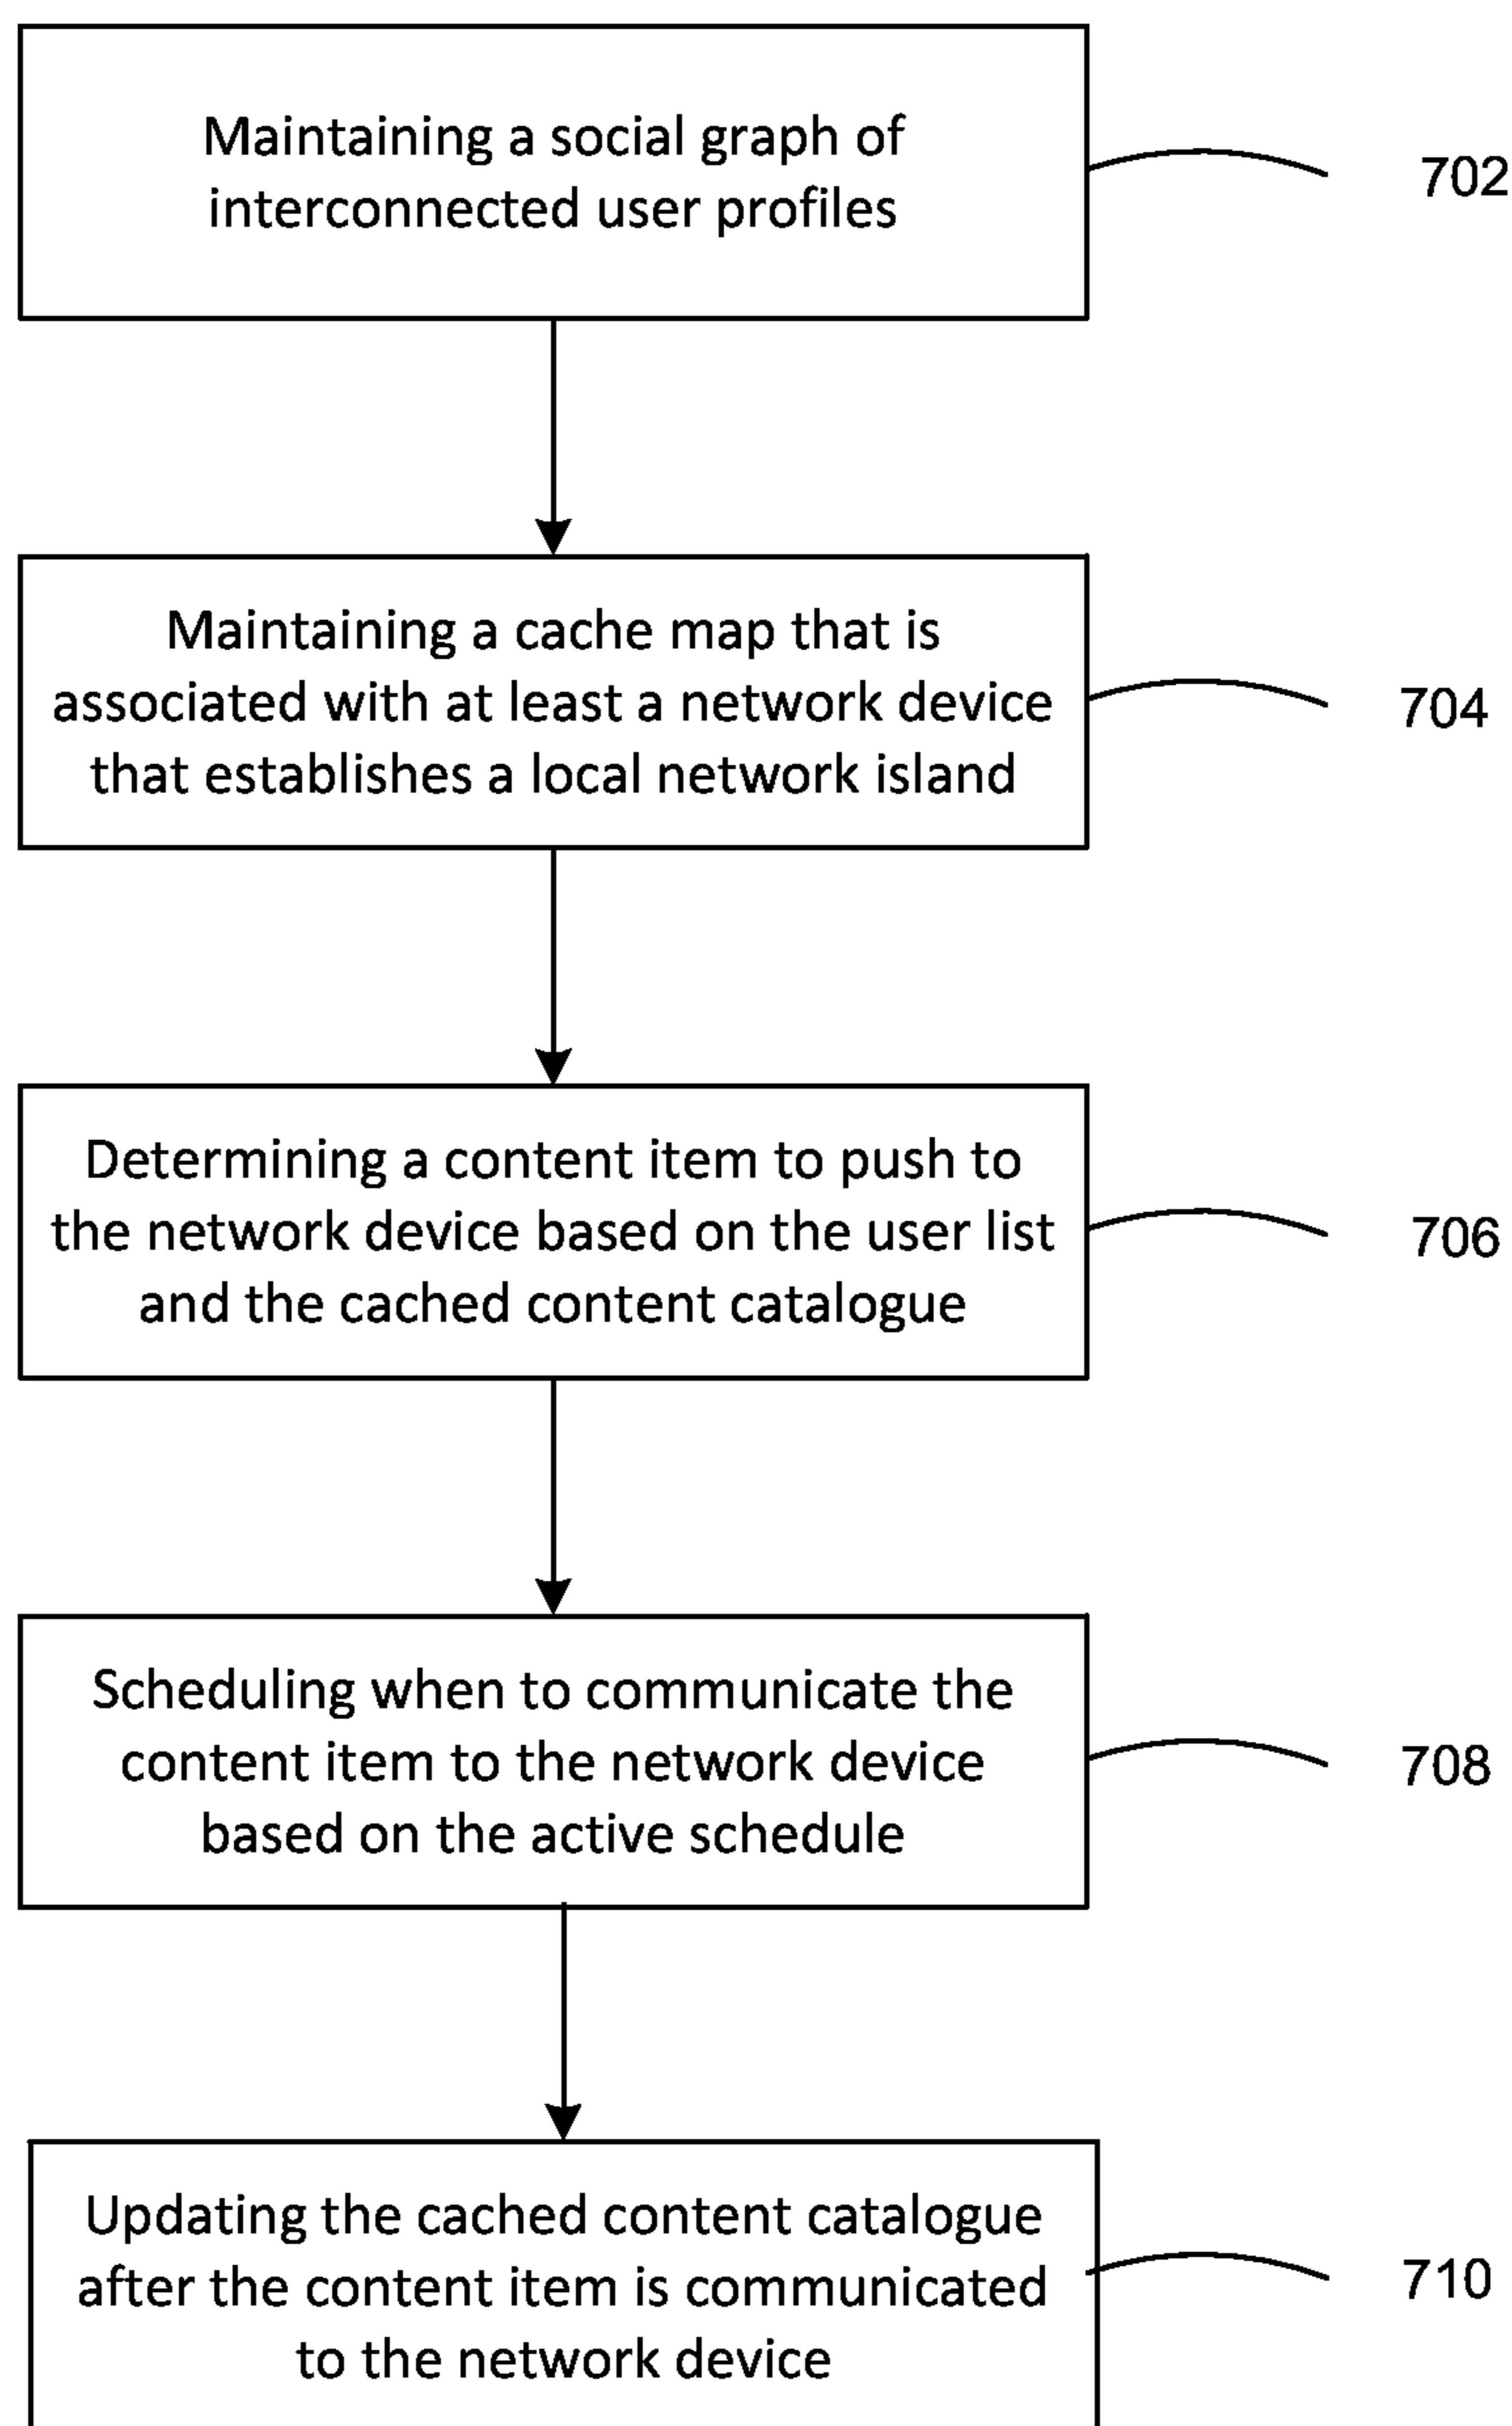 Maintaining a social graph of
interconnected user profiles
702
Maintaining a cache map that is
associated with at least a network device
that establishes a local network island
704
Determining a content item to push to
the network device based on the user list
and the cached content catalogue
706
Scheduling when to communicate the
content item to the network device
based on the active schedule
708
Updating the cached content catalogue
after the content item is communicated
to the network device
710